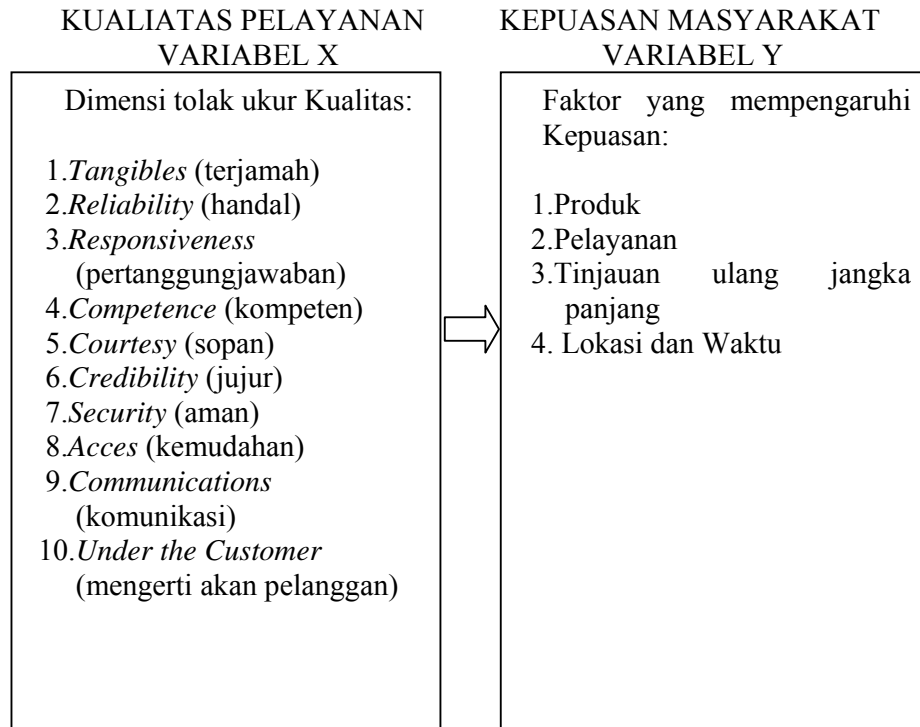 KUALIATAS PELAYANAN
VARIABEL X
Dimensi tolak ukur Kualitas:
1.Tangibles (terjamah)
2.Reliability (handal)
3.Responsiveness
(pertanggungjawaban)
4.Competence (kompeten)
5.Courtesy (sopan)
6.Credibility (jujur)
7.Security (aman)
8.Acces (kemudahan)
9.Communications
(komunikasi)
10.Under the Customer
(mengerti akan pelanggan)
KEPUASAN MASYARAKAT
VARIABEL Y
Faktor yang mempengaruhi
Kepuasan:
1.Produk
2.Pelayanan
3.Tinjauan ulang jangka
panjang
4. Lokasi dan Waktu